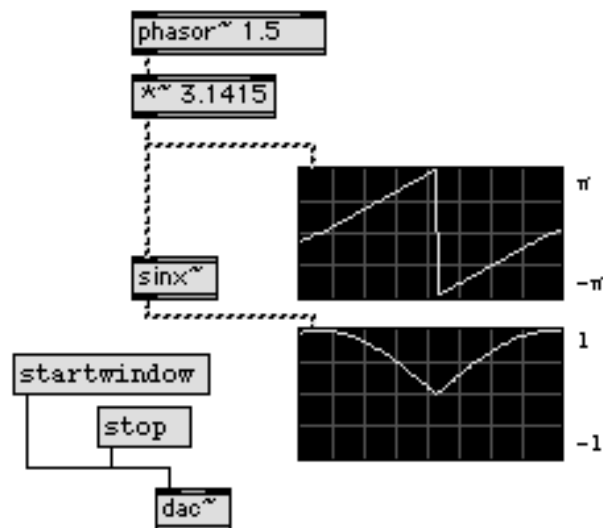 phasor~ 1.5
*~ 3.1415
π
sinx~
-π
1
startwindow
stop
-1
dac~